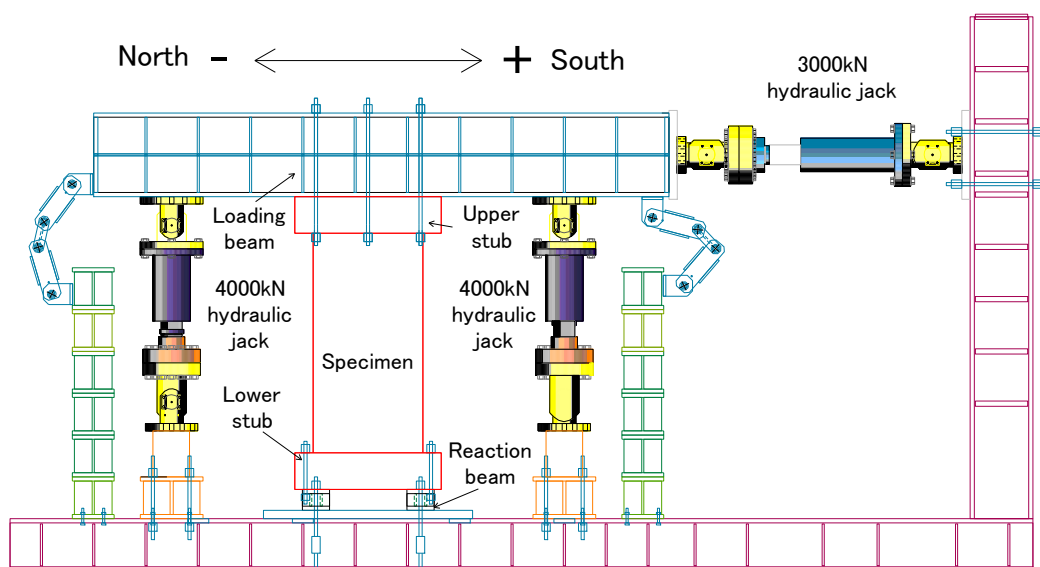 North - + South
3000kN
hydraulic jack
Loading
beam
Upper
stub
4000kN
hydraulic
jack
4000kN
hydraulic
jack
Specimen
Lower
stub
Reaction
beam